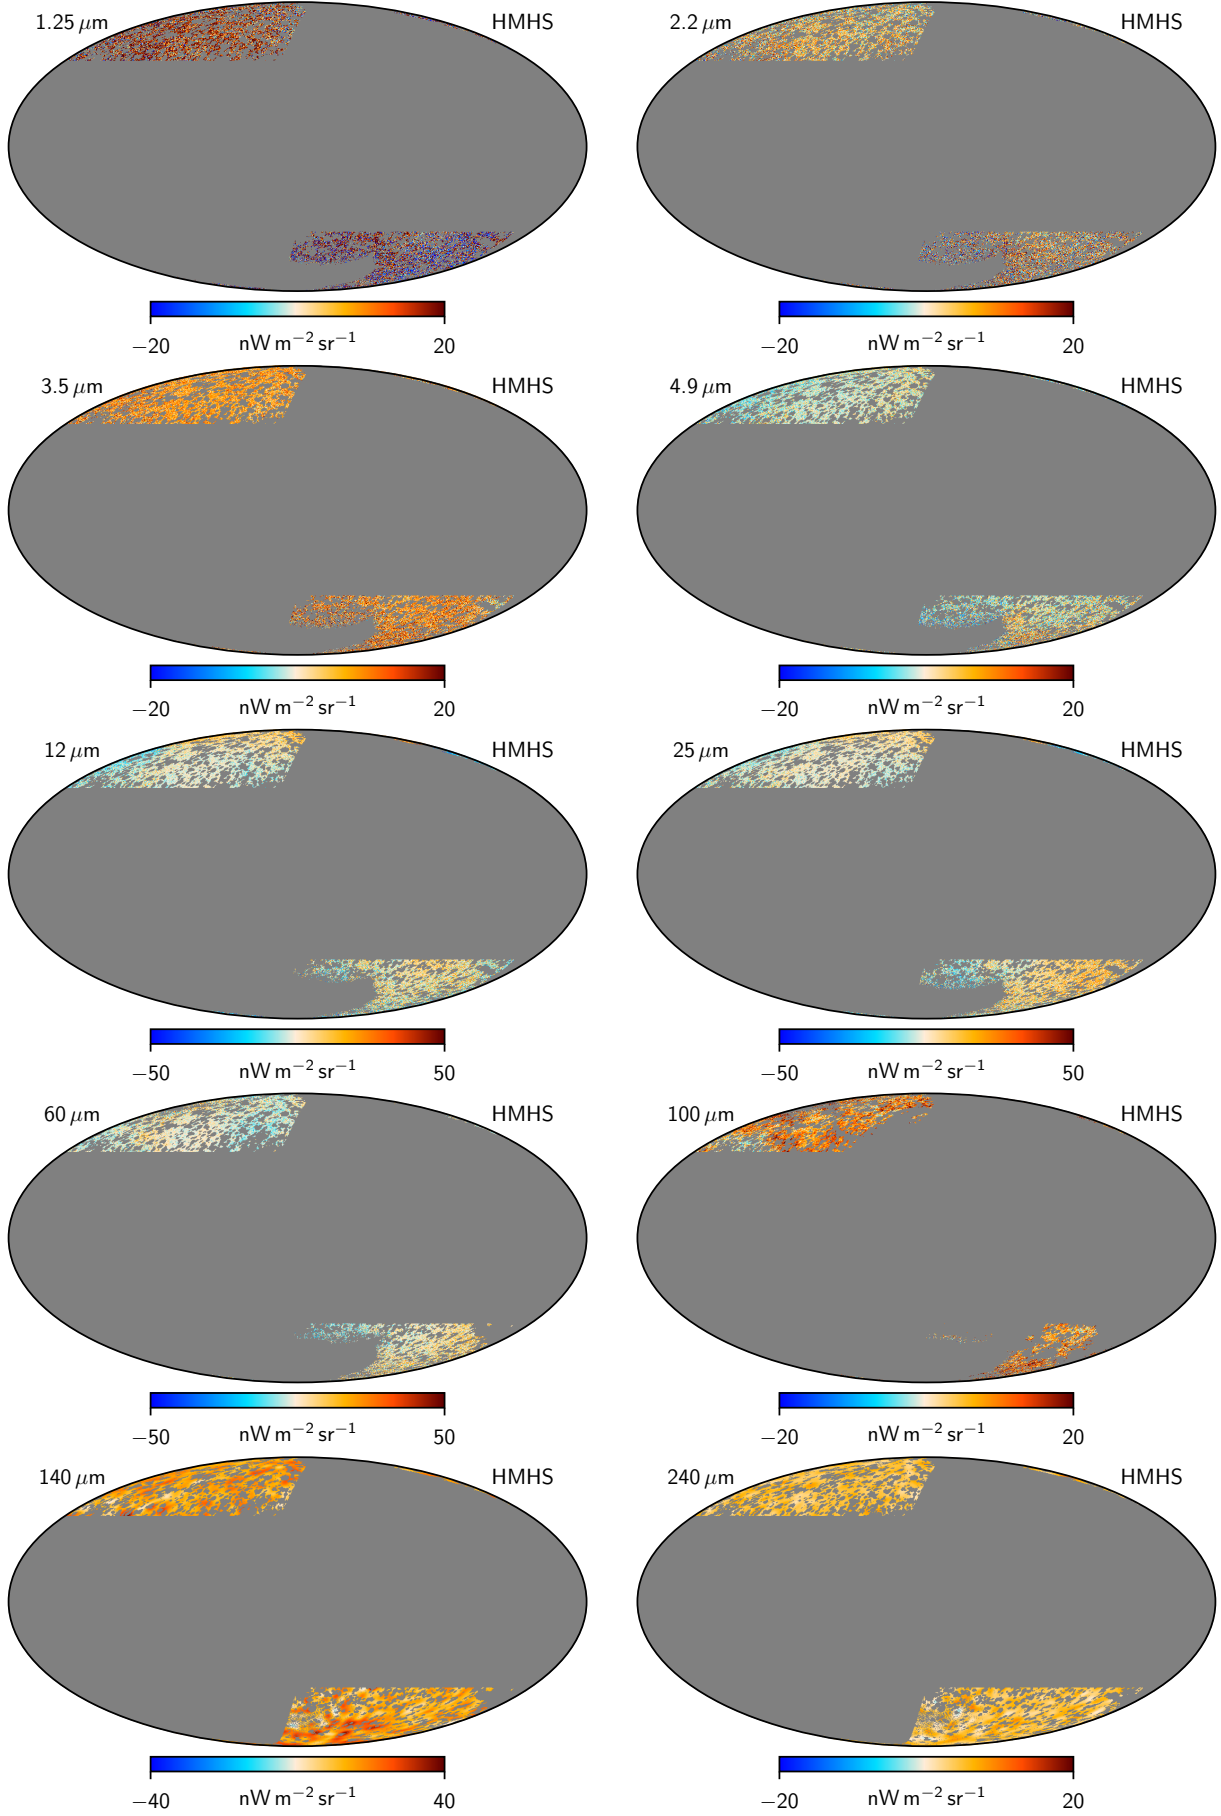 1.25 μm HMHS 2.2 μm HMHS
−20 nW m⁻² sr⁻¹ 20 −20 nW m⁻² sr⁻¹ 20
3.5 μm HMHS 4.9 μm HMHS
−20 nW m⁻² sr⁻¹ 20 −20 nW m⁻² sr⁻¹ 20
12 μm HMHS 25 μm HMHS
−50 nW m⁻² sr⁻¹ 50 −50 nW m⁻² sr⁻¹ 50
60 μm HMHS 100 μm HMHS
−50 nW m⁻² sr⁻¹ 50 −20 nW m⁻² sr⁻¹ 20
140 μm HMHS 240 μm HMHS
−40 nW m⁻² sr⁻¹ 40 −20 nW m⁻² sr⁻¹ 20